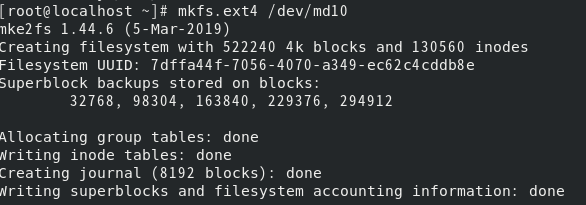 [root@localhost ~]# mkfs.ext4 /dev/md10
mke2fs 1.44.6 (5-Mar-2019)
Creating filesystem with 522240 4k blocks and 130560 inodes
Filesystem UUID: 7dffa44f-7056-4070-a349-ec62c4cddb8e
Superblock backups stored on blocks:
        32768, 98304, 163840, 229376, 294912

Allocating group tables: done
Writing inode tables: done
Creating journal (8192 blocks): done
Writing superblocks and filesystem accounting information: done